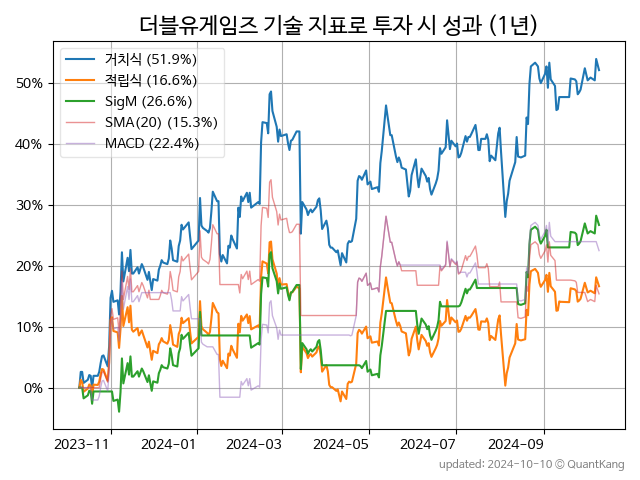 더블유게임즈 기술 지표로 투자 시 성과 (1년)
거치식 (51.9%)
적립식 (16.6%)
SigM (26.6%)
SMA(20) (15.3%)
MACD (22.4%)
50%
40%
30%
20%
10%
0%
2023-11 2024-01 2024-03 2024-05 2024-07 2024-09
updated: 2024-10-10 © QuantKang